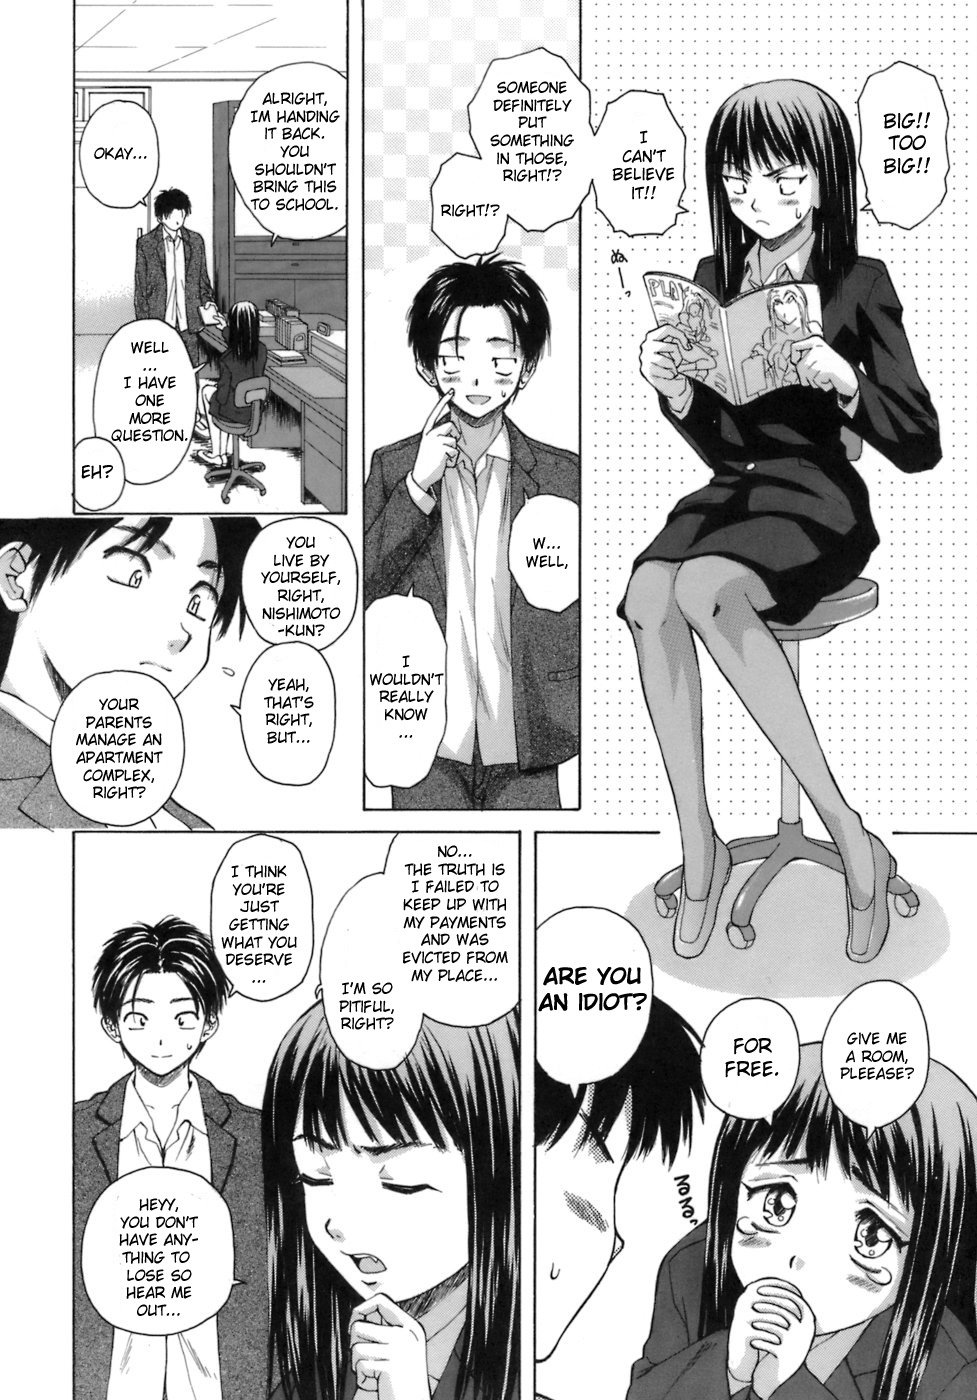 BIG!!
TOO
BIG!!
I
CAN'T
BELIEVE
IT!!
SOMEONE
DEFINITELY
PUT
SOMETHING
IN THOSE,
RIGHT!?
RIGHT!?
ぬー
PLAY
W...
WELL,
I
WOULDN'T
REALLY
KNOW
...
ALRIGHT,
IM HANDING
IT BACK.
YOU
SHOULDN'T
BRING THIS
TO SCHOOL.
OKAY...
WELL
...
I HAVE
ONE
MORE
QUESTION.
EH?
YOU
LIVE BY
YOURSELF,
RIGHT,
NISHIMOTO
-KUN?
YEAH,
THAT'S
RIGHT,
BUT...
YOUR
PARENTS
MANAGE AN
APARTMENT
COMPLEX,
RIGHT?
GIVE ME
A ROOM,
PLEEASE?
FOR
FREE.
ARE YOU
AN IDIOT?
NO...
THE TRUTH IS
I FAILED TO
KEEP UP WITH
MY PAYMENTS
AND WAS
EVICTED FROM
MY PLACE...
I'M SO
PITIFUL,
RIGHT?
I THINK
YOU'RE
JUST
GETTING
WHAT YOU
DESERVE
...
HEYY,
YOU DON'T
HAVE ANY-
THING TO
LOSE SO
HEAR ME
OUT...